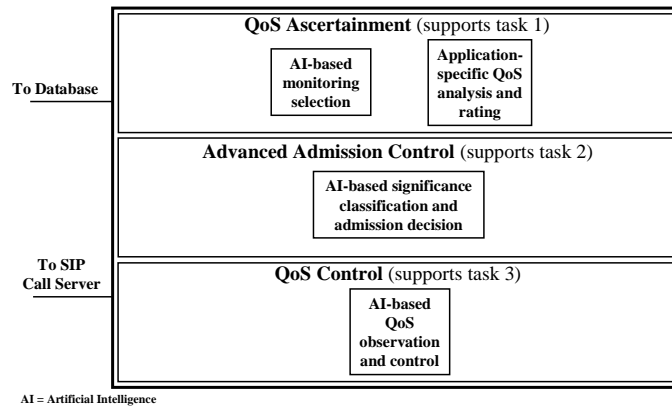 QoS Ascertainment (supports task 1)
AI-based
monitoring
selection
Application-
specific QoS
analysis and
rating
To Database
Advanced Admission Control (supports task 2)
AI-based significance
classification and
admission decision
To SIP
Call Server
QoS Control (supports task 3)
AI-based
QoS
observation
and control
AI = Artificial Intelligence